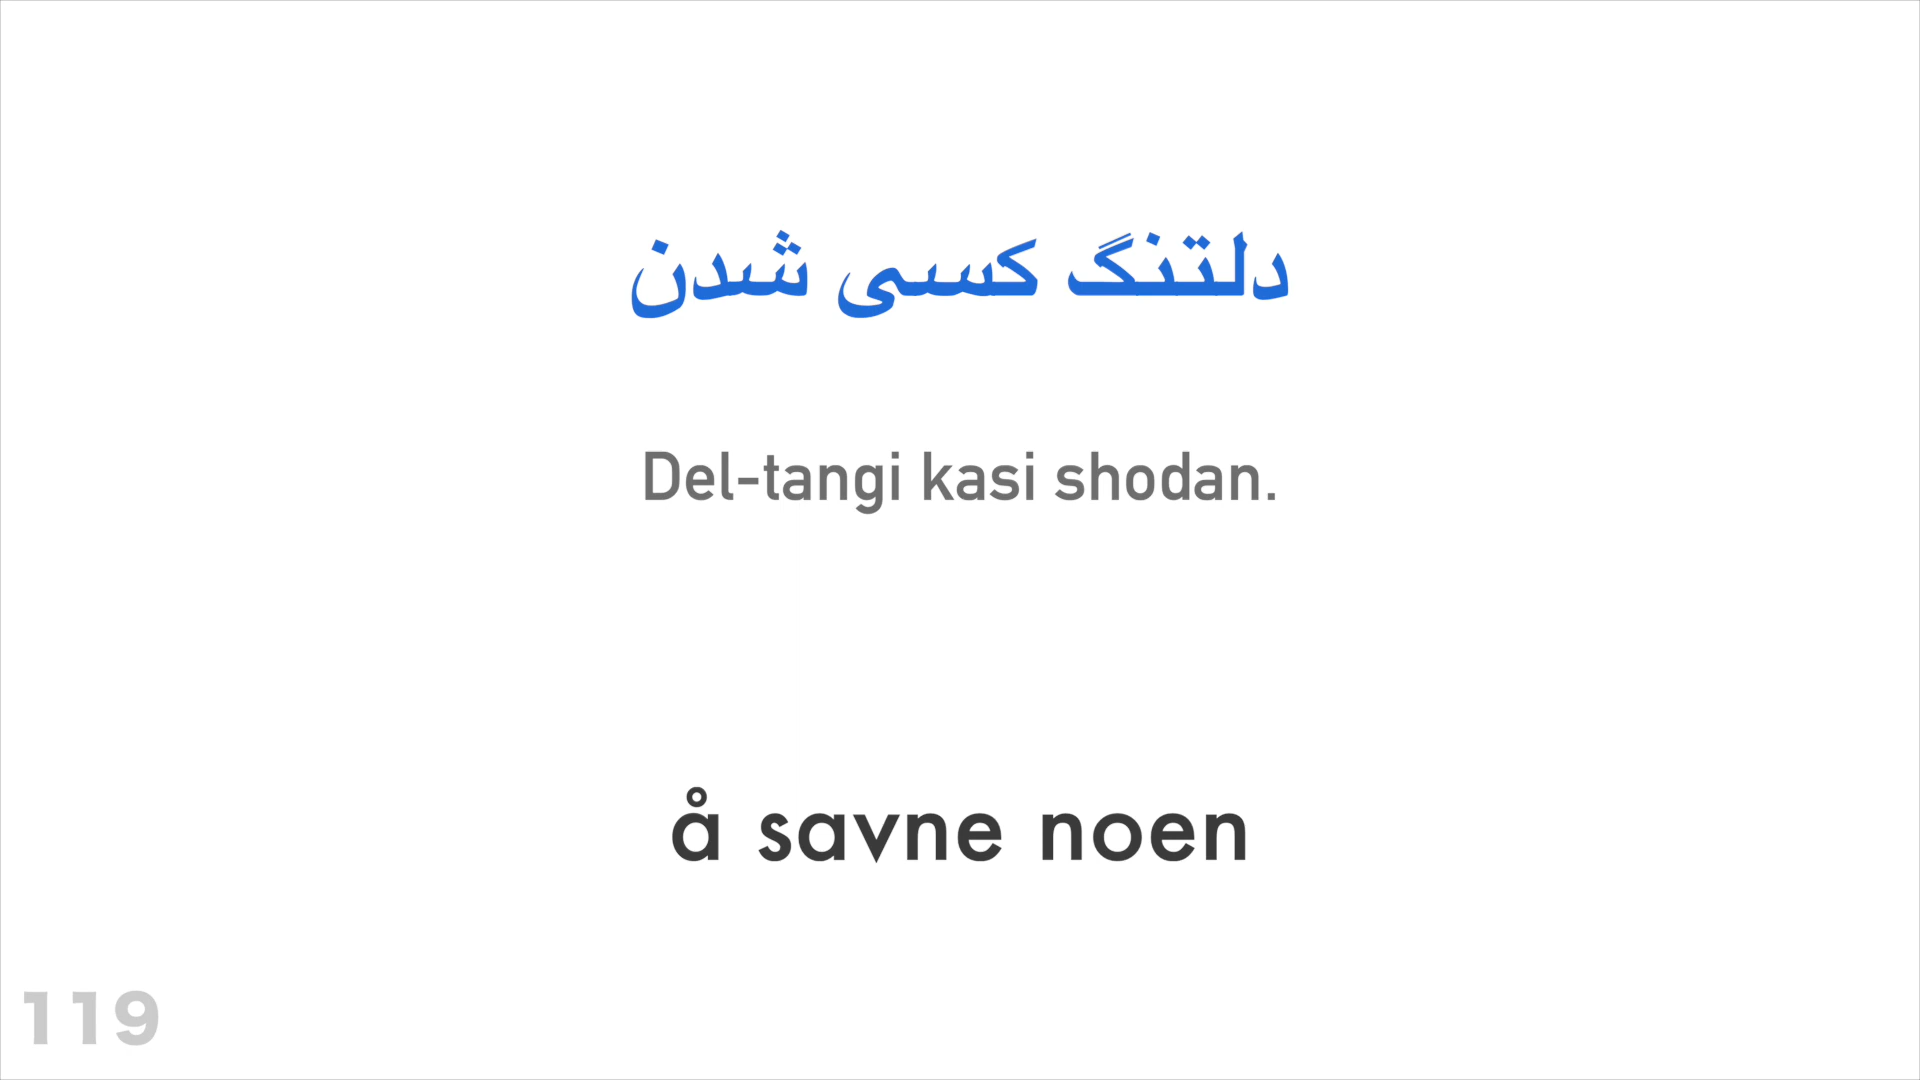 دلتنگ کسی شدن
Del-tangi kasi shodan.
å savne noen
119